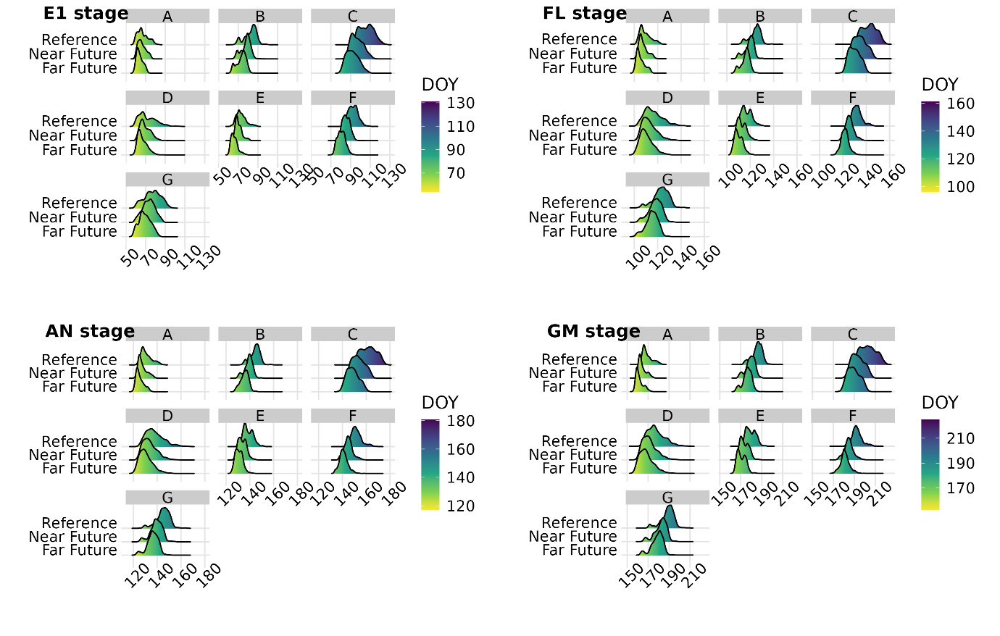 E1 stage
A
B
C
Reference
Near Future
Far Future
D
E
F
Reference
Near Future
Far Future
50 70 90 110 130
50 70 90 110 130
G
Reference
Near Future
Far Future
50 70 90 110 130
DOY
130
110
90
70
FL stage
A
B
C
Reference
Near Future
Far Future
D
E
F
Reference
Near Future
Far Future
100 120 140 160
100 120 140 160
G
Reference
Near Future
Far Future
100 120 140 160
DOY
160
140
120
100
AN stage
A
B
C
Reference
Near Future
Far Future
D
E
F
Reference
Near Future
Far Future
120 140 160 180
120 140 160 180
G
Reference
Near Future
Far Future
120 140 160 180
DOY
180
160
140
120
GM stage
A
B
C
Reference
Near Future
Far Future
D
E
F
Reference
Near Future
Far Future
150 170 190 210
150 170 190 210
G
Reference
Near Future
Far Future
150 170 190 210
DOY
210
190
170